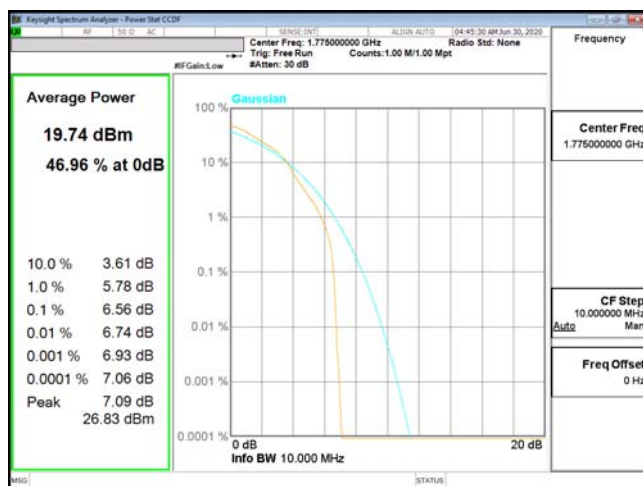 Keysight Spectrum Analyzer - Power Stat CCDF
RF 50 Ω AC SENSE:INT ALIGN AUTO 04:45:30 AM Jun 30, 2020
Center Freq: 1.775000000 GHz Radio Std: None
Trig: Free Run Counts:1.00 M/1.00 Mpt
#IFGain:Low #Atten: 30 dB
Frequency
Average Power
19.74 dBm
46.96 % at 0dB
10.0 % 3.61 dB
1.0 % 5.78 dB
0.1 % 6.56 dB
0.01 % 6.74 dB
0.001 % 6.93 dB
0.0001 % 7.06 dB
Peak 7.09 dB
26.83 dBm
Gaussian
100 %
10 %
1 %
0.1 %
0.01 %
0.001 %
0.0001 %
0 dB 20 dB
Info BW 10.000 MHz
Center Freq
1.775000000 GHz
CF Step
10.000000 MHz
Auto Man
Freq Offset
0 Hz
MSG STATUS